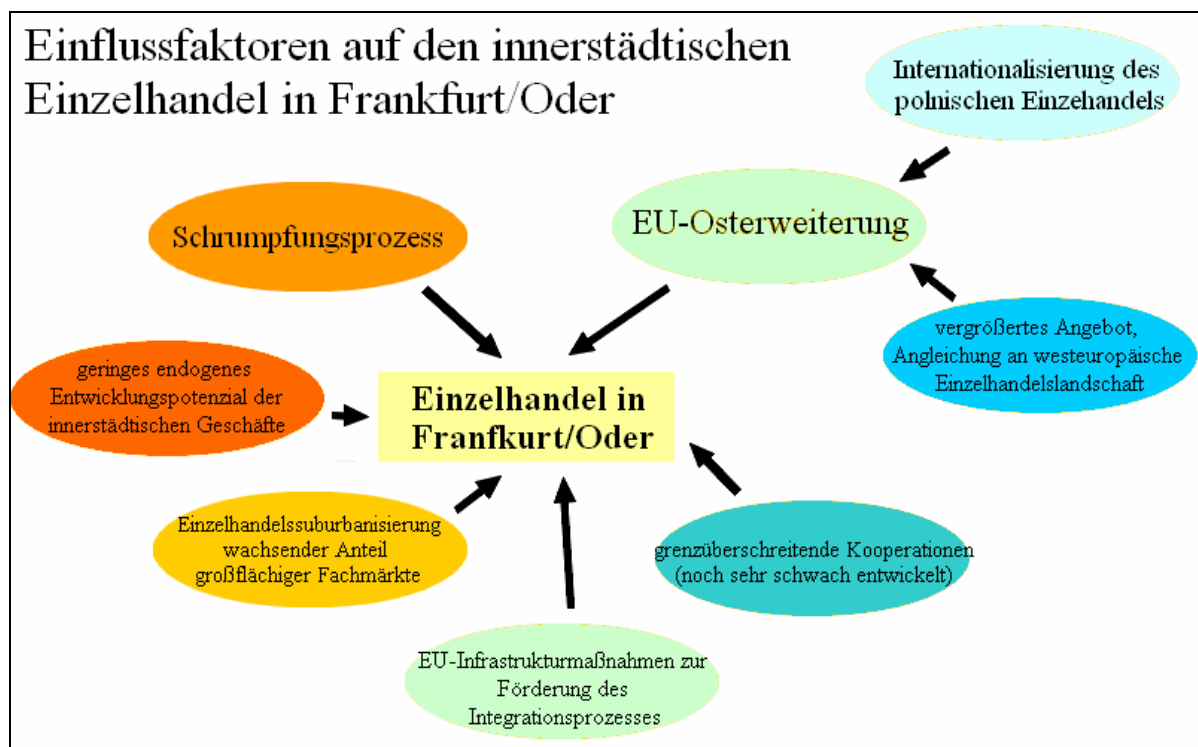 Einflussfaktoren auf den innerstädtischen
Einzelhandel in Frankfurt/Oder
Internationalisierung des
polnischen Einzehandels
EU-Osterweiterung
Schrumpfungsprozess
vergrößertes Angebot,
Angleichung an westeuropäische
Einzelhandelslandschaft
geringes endogenes
Entwicklungspotenzial der
innerstädtischen Geschäfte
Einzelhandel in
Franfkurt/Oder
Einzelhandelssuburbanisierung
wachsender Anteil
großflächiger Fachmärkte
grenzüberschreitende Kooperationen
(noch sehr schwach entwickelt)
EU-Infrastrukturmaßnahmen zur
Förderung des
Integrationsprozesses